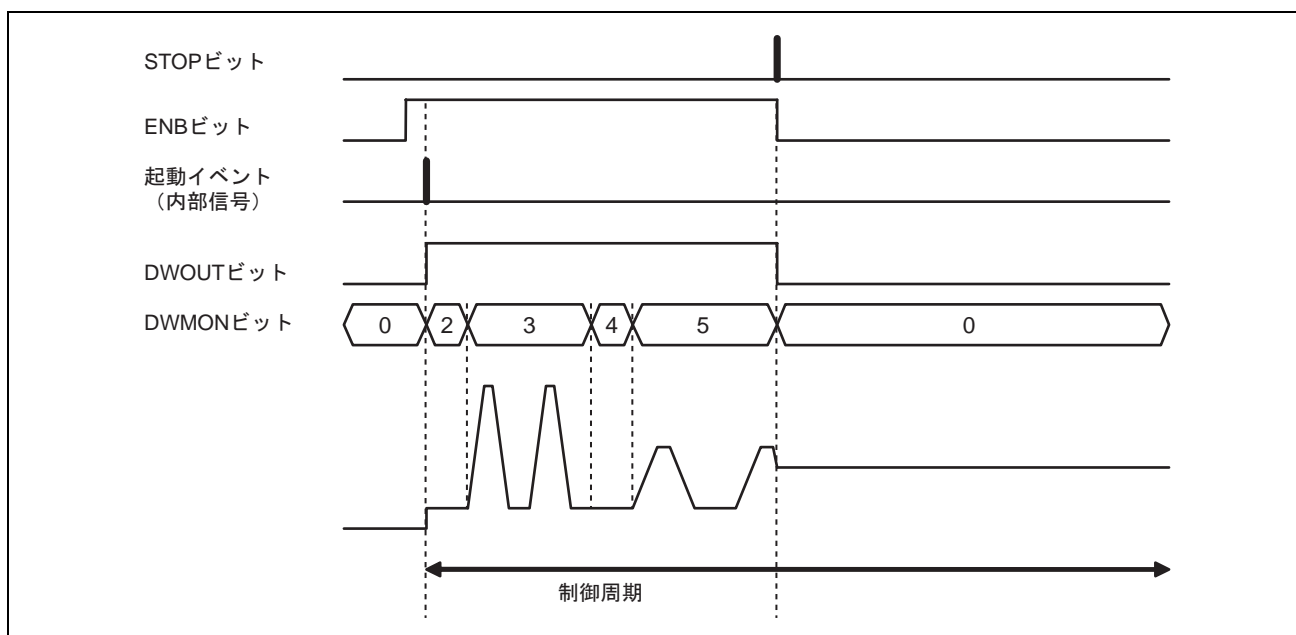 STOPビット
ENBビット
起動イベント
（内部信号）
DWOUTビット
DWMONビット
0
2
3
4
5
0
制御周期